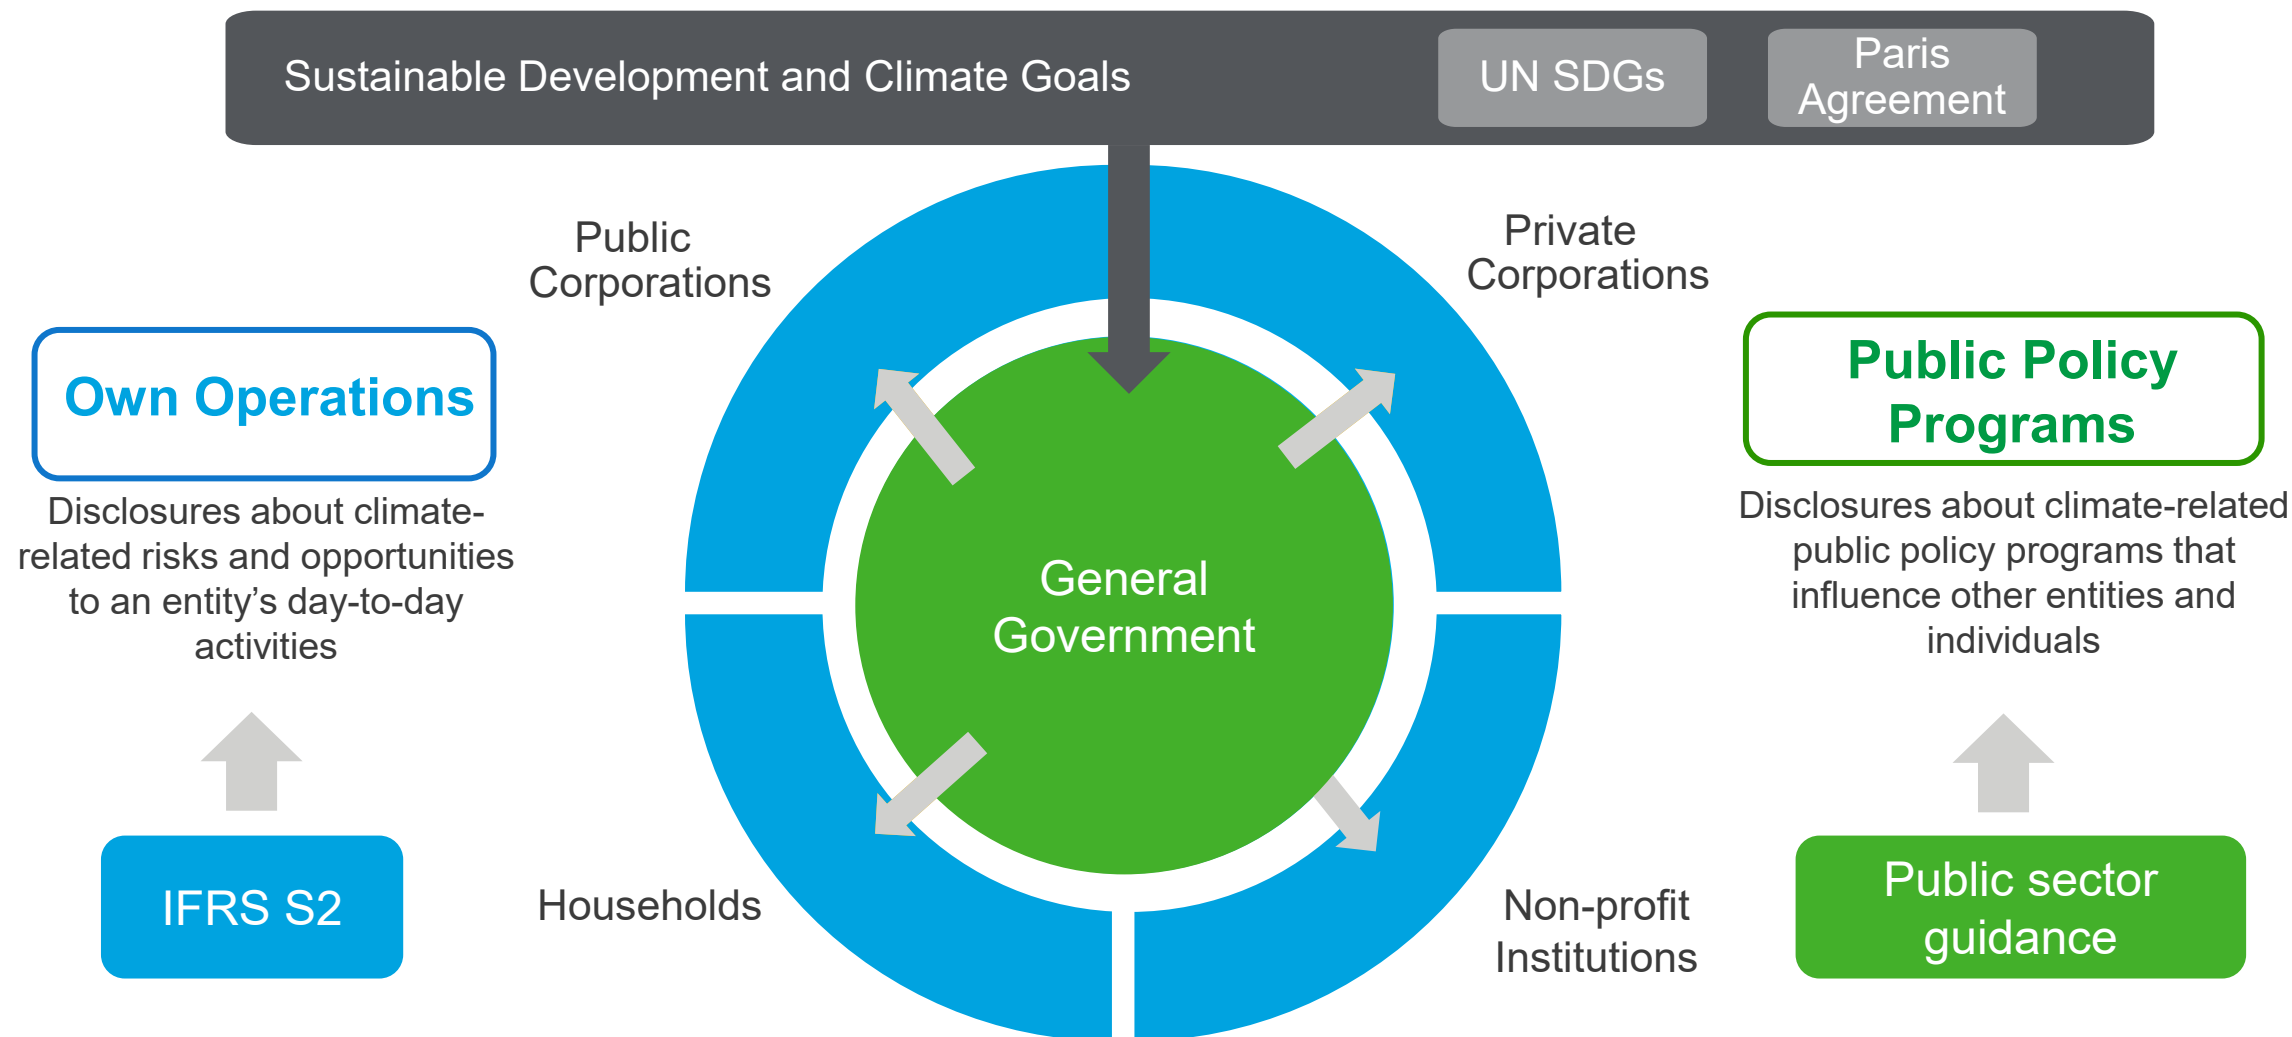 Sustainable Development and Climate Goals
UN SDGs
Paris
Agreement
Public
Corporations
Private
Corporations
Own Operations
Disclosures about climate-
related risks and opportunities
to an entity’s day-to-day
activities
Public Policy
Programs
Disclosures about climate-related
public policy programs that
influence other entities and
individuals
General
Government
Households
Non-profit
Institutions
IFRS S2
Public sector
guidance